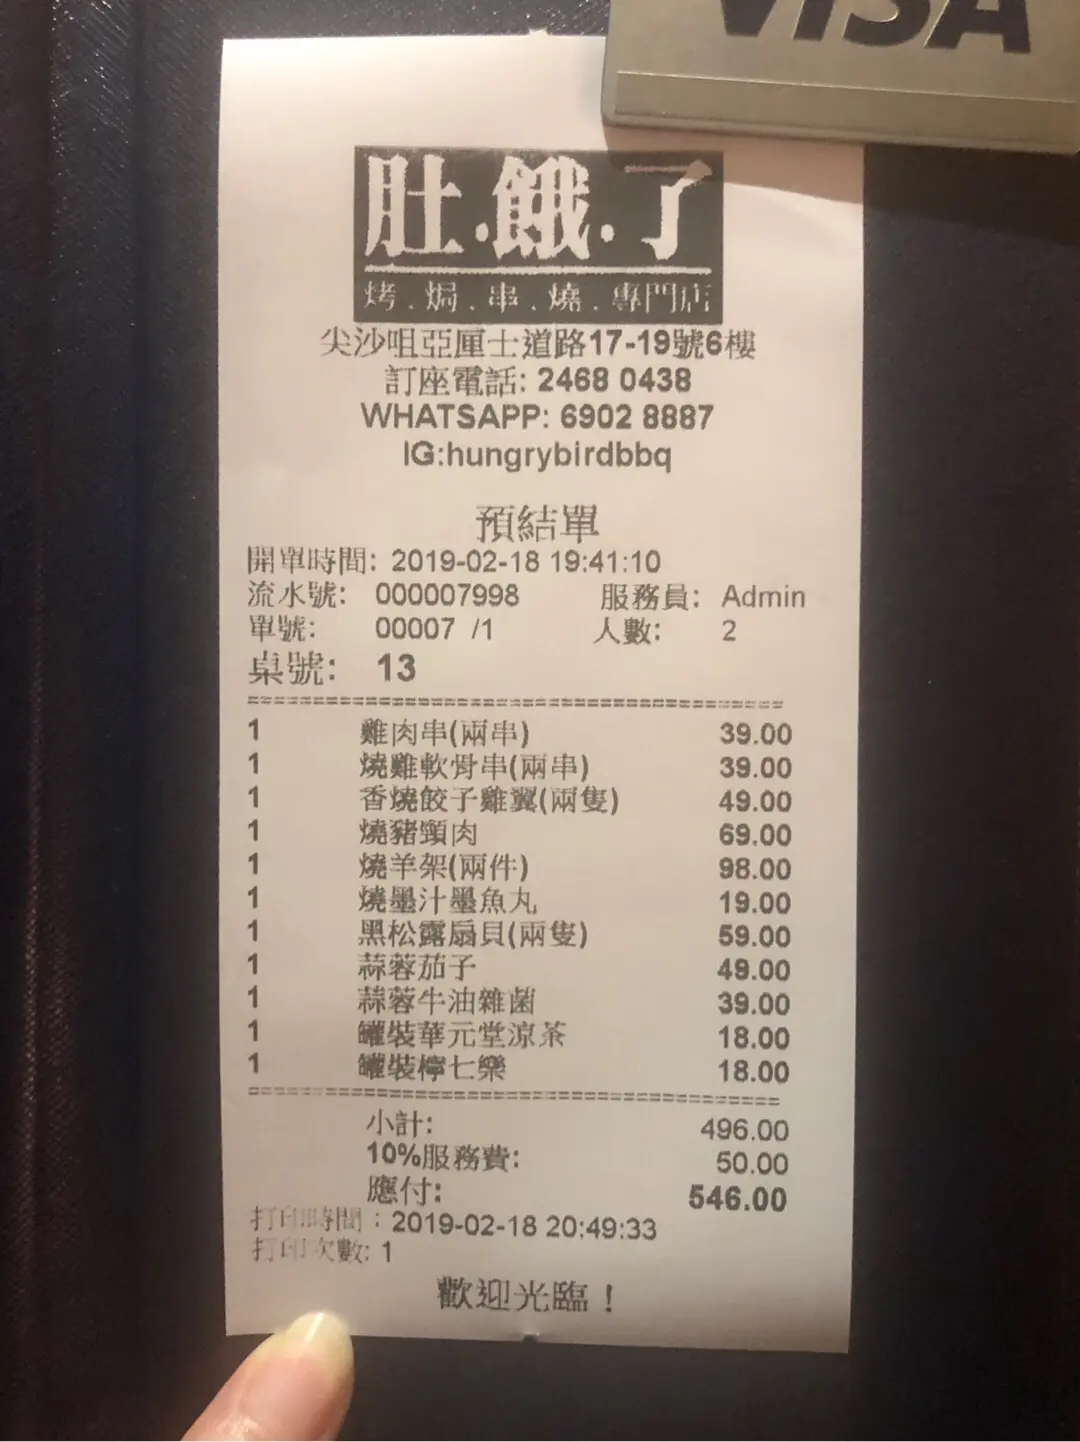 VISA
肚.餓.了
烤.焗.串.燒.專門店
尖沙咀亞厘士道路17-19號6樓
訂座電話: 2468 0438
WHATSAPP: 6902 8887
IG:hungrybirdbbq
預結單
開單時間: 2019-02-18 19:41:10
流水號: 000007998 服務員: Admin
單號: 00007 /1 人數: 2
桌號: 13
1 雞肉串(兩串) 39.00
1 燒雞軟骨串(兩串) 39.00
1 香燒餃子雞翼(兩隻) 49.00
1 燒豬頸肉 69.00
1 燒羊架(兩件) 98.00
1 燒墨汁墨魚丸 19.00
1 黑松露扇貝(兩隻) 59.00
1 蒜蓉茄子 49.00
1 蒜蓉牛油雜菌 39.00
1 罐裝華元堂涼茶 18.00
1 罐裝檸七樂 18.00
小計: 496.00
10%服務費: 50.00
應付: 546.00
打印時間: 2019-02-18 20:49:33
打印次數: 1
歡迎光臨!